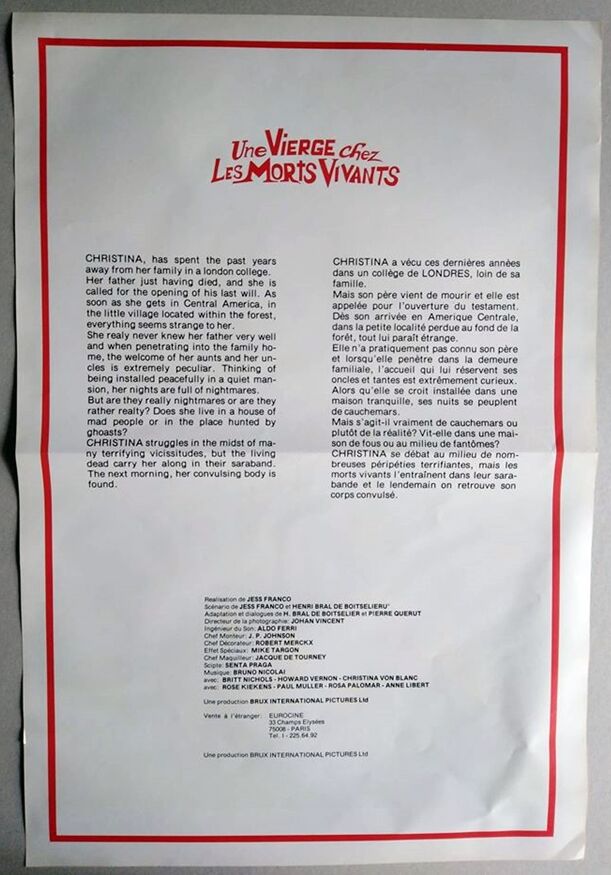 Une VIERGE chez
LES MORTS VIVANTS
CHRISTINA, has spent the past years
away from her family in a london college.
Her father just having died, and she is
called for the opening of his last will. As
soon as she gets in Central America, in
the little village located within the forest,
everything seems strange to her.
She realy never knew her father very well
and when penetrating into the family ho-
me, the welcome of her aunts and her un-
cles is extremely peculiar. Thinking of
being installed peacefully in a quiet man-
sion, her nights are full of nightmares.
But are they really nightmares or are they
rather realty? Does she live in a house of
mad people or in the place hunted by
ghoasts?
CHRISTINA struggles in the midst of ma-
ny terrifying vicissitudes, but the living
dead carry her along in their saraband.
The next morning, her convulsing body is
found.
CHRISTINA a vécu ces dernières années
dans un collège de LONDRES, loin de sa
famille.
Mais son père vient de mourir et elle est
appelée pour l'ouverture du testament.
Dès son arrivée en Amerique Centrale,
dans la petite localité perdue au fond de la
forêt, tout lui paraît étrange.
Elle n'a pratiquement pas connu son père
et lorsqu'elle penêtre dans la demeure
familiale, l'accueil qui lui réservent ses
oncles et tantes est extrêmement curieux.
Alors qu'elle se croit installée dans une
maison tranquille, ses nuits se peuplent
de cauchemars.
Mais s'agit-il vraiment de cauchemars ou
plutôt de la réalité? Vit-elle dans une mai-
son de fous ou au milieu de fantômes?
CHRISTINA se débat au milieu de nom-
breuses péripéties terrifiantes, mais les
morts vivants l'entraînent dans leur sara-
bande et le lendemain on retrouve son
corps convulsé.
Realisation de JESS FRANCO
Scénario de JESS FRANCO et HENRI BRAL DE BOITSELIERU'
Adaptation et dialogues de H. BRAL DE BOITSELIER et PIERRE QUERUT
Directeur de la photographie: JOHAN VINCENT
Ingénieur du Son: ALDO FERRI
Chef Monteur: J. P. JOHNSON
Chef Décorateur: ROBERT MERCKX
Effet Spéciaux: MIKE TARGON
Chef Maquilleur: JACQUE DE TOURNEY
Scipte: SENTA PRAGA
Musique: BRUNO NICOLAI
avec: BRITT NICHOLS - HOWARD VERNON - CHRISTINA VON BLANC
avec: ROSE KIEKENS - PAUL MULLER - ROSA PALOMAR - ANNE LIBERT
Une production BRUX INTERNATIONAL PICTURES Ltd
Vente à l'étranger: EUROCINE
33 Champs Elysées
75008 - PARIS
Tel. I - 225.64.92
Une production BRUX INTERNATIONAL PICTURES Ltd